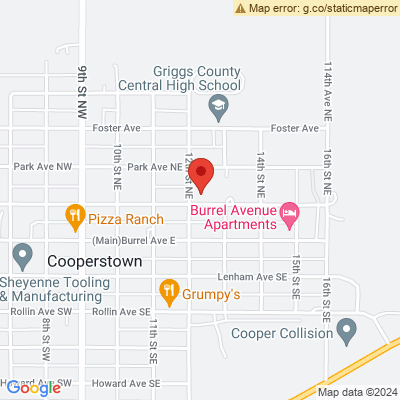 Map error: g.co/staticmaperror
Griggs County
Central High School
9th St NW
114th Ave NE
Foster Ave
Foster Ave
10th St NE
12th St NE
14th St NE
16th St NE
Park Ave NW
Park Ave NE
Burrel Avenue
Apartments
Pizza Ranch
(Main)Burrel Ave E
Cooperstown
Sheyenne Tooling
& Manufacturing
Lenham Ave SE
Grumpy's
15th St SE
16th St SE
Rollin Ave SW
Rollin Ave SE
8th St SW
11th St SE
Cooper Collision
Howard Ave SW
Howard Ave SE
Google
Map data ©2024